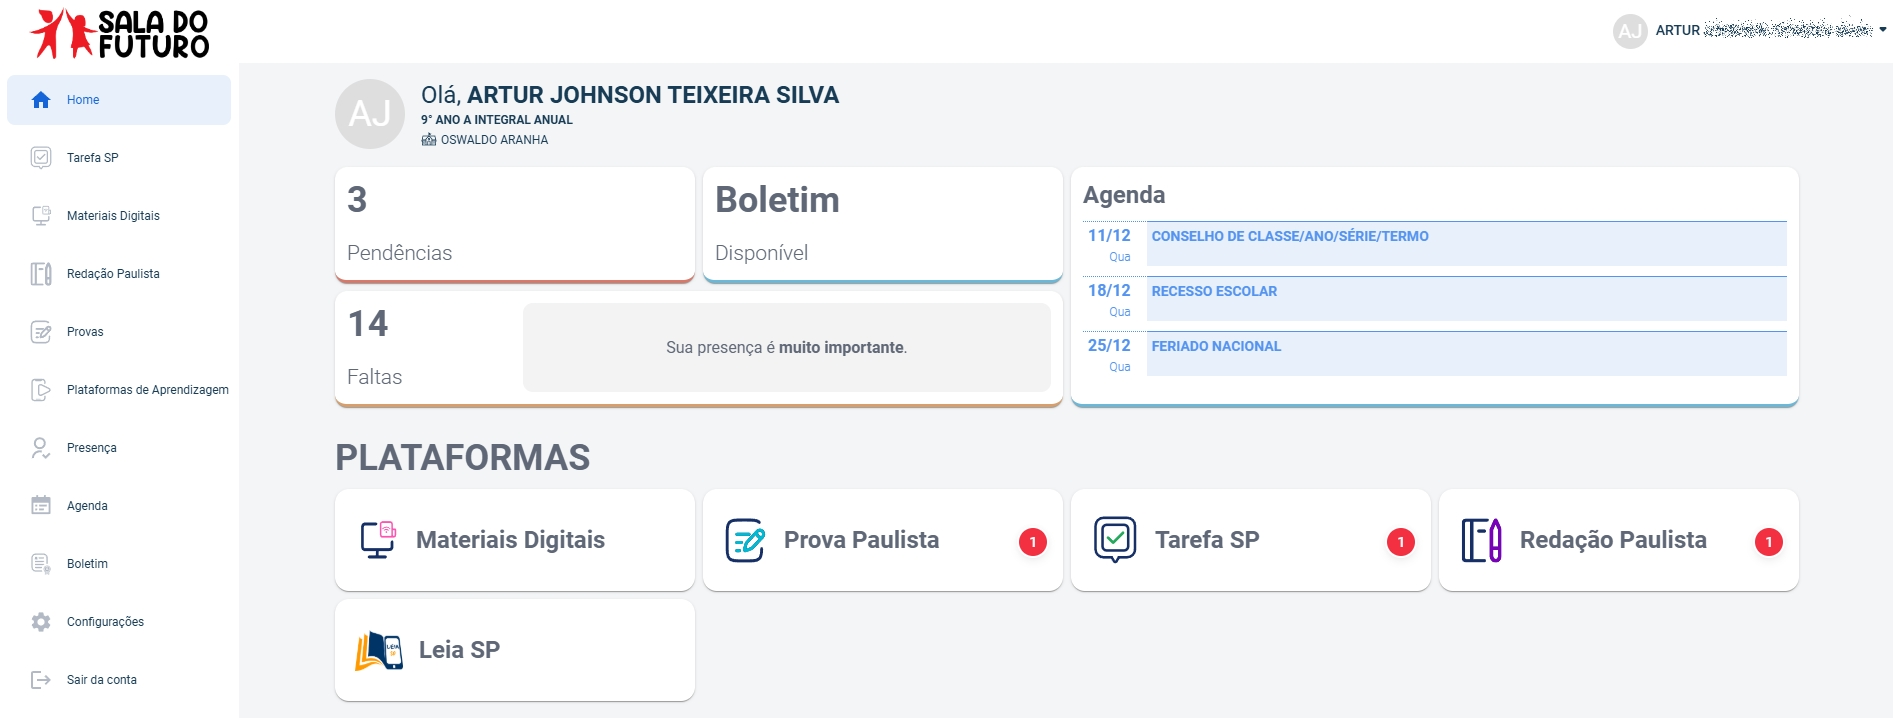 SALA DO
FUTURO
AJ ARTUR
Home
Tarefa SP
Materiais Digitais
Redação Paulista
Provas
Plataformas de Aprendizagem
Presença
Agenda
Boletim
Configurações
Sair da conta
AJ
Olá, ARTUR JOHNSON TEIXEIRA SILVA
9° ANO A INTEGRAL ANUAL
OSWALDO ARANHA
3
Pendências
Boletim
Disponível
14
Faltas
Sua presença é muito importante.
Agenda
11/12 CONSELHO DE CLASSE/ANO/SÉRIE/TERMO
Qua
18/12 RECESSO ESCOLAR
Qua
25/12 FERIADO NACIONAL
Qua
PLATAFORMAS
Materiais Digitais
Prova Paulista 1
Tarefa SP 1
Redação Paulista 1
LEIA
SP
Leia SP